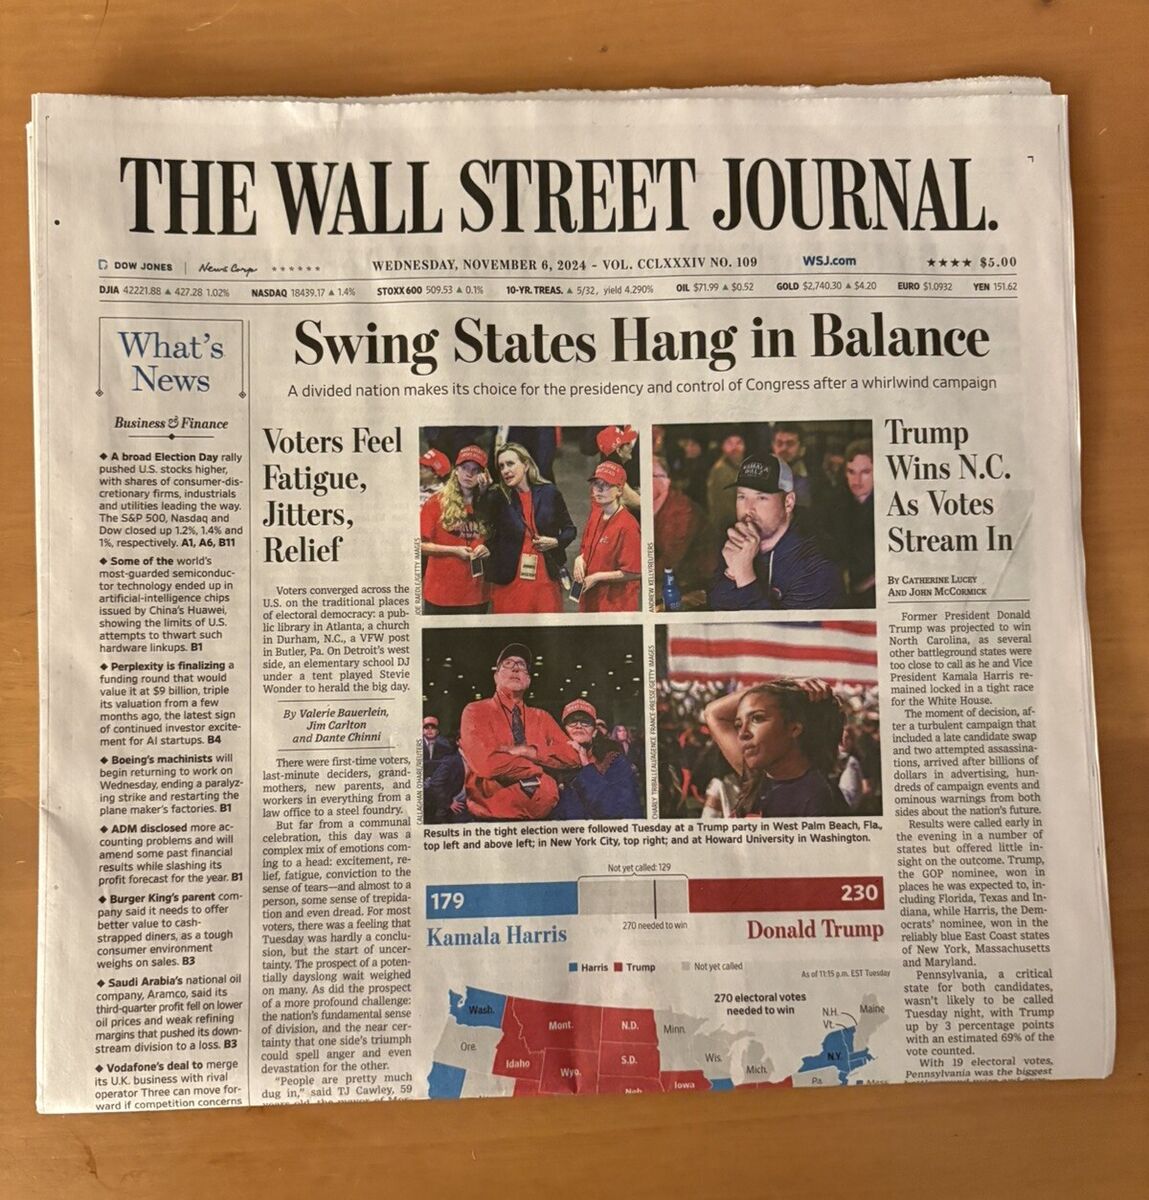 THE WALL STREET JOURNAL.
DOW JONES | News Corp ★★★★★★
WEDNESDAY, NOVEMBER 6, 2024 ~ VOL. CCLXXXIV NO. 109
WSJ.com
★★★★ $5.00
DJIA 42221.88 ▲ 427.28 1.02% NASDAQ 18439.17 ▲ 1.4% STOXX 600 509.53 ▲ 0.1% 10-YR. TREAS. ▲ 5/32, yield 4.290% OIL $71.99 ▲ $0.52 GOLD $2,740.30 ▲ $4.20 EURO $1.0932 YEN 151.62
What's
News
Business & Finance
◆ A broad Election Day rally
pushed U.S. stocks higher,
with shares of consumer-dis-
cretionary firms, industrials
and utilities leading the way.
The S&P 500, Nasdaq and
Dow closed up 1.2%, 1.4% and
1%, respectively. A1, A6, B11
◆ Some of the world's
most-guarded semiconduc-
tor technology ended up in
artificial-intelligence chips
issued by China's Huawei,
showing the limits of U.S.
attempts to thwart such
hardware linkups. B1
◆ Perplexity is finalizing a
funding round that would
value it at $9 billion, triple
its valuation from a few
months ago, the latest sign
of continued investor excite-
ment for AI startups. B4
◆ Boeing's machinists will
begin returning to work on
Wednesday, ending a paralyz-
ing strike and restarting the
plane maker's factories. B1
◆ ADM disclosed more ac-
counting problems and will
amend some past financial
results while slashing its
profit forecast for the year. B1
◆ Burger King's parent com-
pany said it needs to offer
better value to cash-
strapped diners, as a tough
consumer environment
weighs on sales. B3
◆ Saudi Arabia's national oil
company, Aramco, said its
third-quarter profit fell on lower
oil prices and weak refining
margins that pushed its down-
stream division to a loss. B3
◆ Vodafone's deal to merge
its U.K. business with rival
operator Three can move for-
ward if competition concerns
Swing States Hang in Balance
A divided nation makes its choice for the presidency and control of Congress after a whirlwind campaign
Voters Feel
Fatigue,
Jitters,
Relief
Voters converged across the
U.S. on the traditional places
of electoral democracy: a pub-
lic library in Atlanta, a church
in Durham, N.C., a VFW post
in Butler, Pa. On Detroit's west
side, an elementary school DJ
under a tent played Stevie
Wonder to herald the big day.
By Valerie Bauerlein,
Jim Carlton
and Dante Chinni
There were first-time voters,
last-minute deciders, grand-
mothers, new parents, and
workers in everything from a
law office to a steel foundry.
But far from a communal
celebration, this day was a
complex mix of emotions com-
ing to a head: excitement, re-
lief, fatigue, conviction to the
sense of tears—and almost to a
person, some sense of trepida-
tion and even dread. For most
voters, there was a feeling that
Tuesday was hardly a conclu-
sion, but the start of uncer-
tainty. The prospect of a poten-
tially dayslong wait weighed
on many. As did the prospect
of a more profound challenge:
the nation's fundamental sense
of division, and the near cer-
tainty that one side's triumph
could spell anger and even
devastation for the other.
"People are pretty much
dug in," said TJ Cawley, 59
JOE RAEDLE/GETTY IMAGES
ANDREW KELLY/REUTERS
CALLAGHAN O'HARE/REUTERS
CHARLY TRIBALLEAU/AGENCE FRANCE-PRESSE/GETTY IMAGES
Results in the tight election were followed Tuesday at a Trump party in West Palm Beach, Fla.,
top left and above left; in New York City, top right; and at Howard University in Washington.
Not yet called: 129
179
230
270 needed to win
Kamala Harris
Donald Trump
Harris Trump Not yet called
As of 11:15 p.m. EST Tuesday
270 electoral votes
needed to win
Wash.
Mont.
N.D.
Minn.
N.H.
Maine
Vt.
Ore.
Idaho
S.D.
Wis.
N.Y.
Wyo.
Mich.
Neb.
Iowa
Pa.
Mass.
Trump
Wins N.C.
As Votes
Stream In
BY CATHERINE LUCEY
AND JOHN MCCORMICK
Former President Donald
Trump was projected to win
North Carolina, as several
other battleground states were
too close to call as he and Vice
President Kamala Harris re-
mained locked in a tight race
for the White House.
The moment of decision, af-
ter a turbulent campaign that
included a late candidate swap
and two attempted assassina-
tions, arrived after billions of
dollars in advertising, hun-
dreds of campaign events and
ominous warnings from both
sides about the nation's future.
Results were called early in
the evening in a number of
states but offered little in-
sight on the outcome. Trump,
the GOP nominee, won in
places he was expected to, in-
cluding Florida, Texas and In-
diana, while Harris, the Dem-
ocrats' nominee, won in the
reliably blue East Coast states
of New York, Massachusetts
and Maryland.
Pennsylvania, a critical
state for both candidates,
wasn't likely to be called
Tuesday night, with Trump
up by 3 percentage points
with an estimated 69% of the
vote counted.
With 19 electoral votes,
Pennsylvania was the biggest